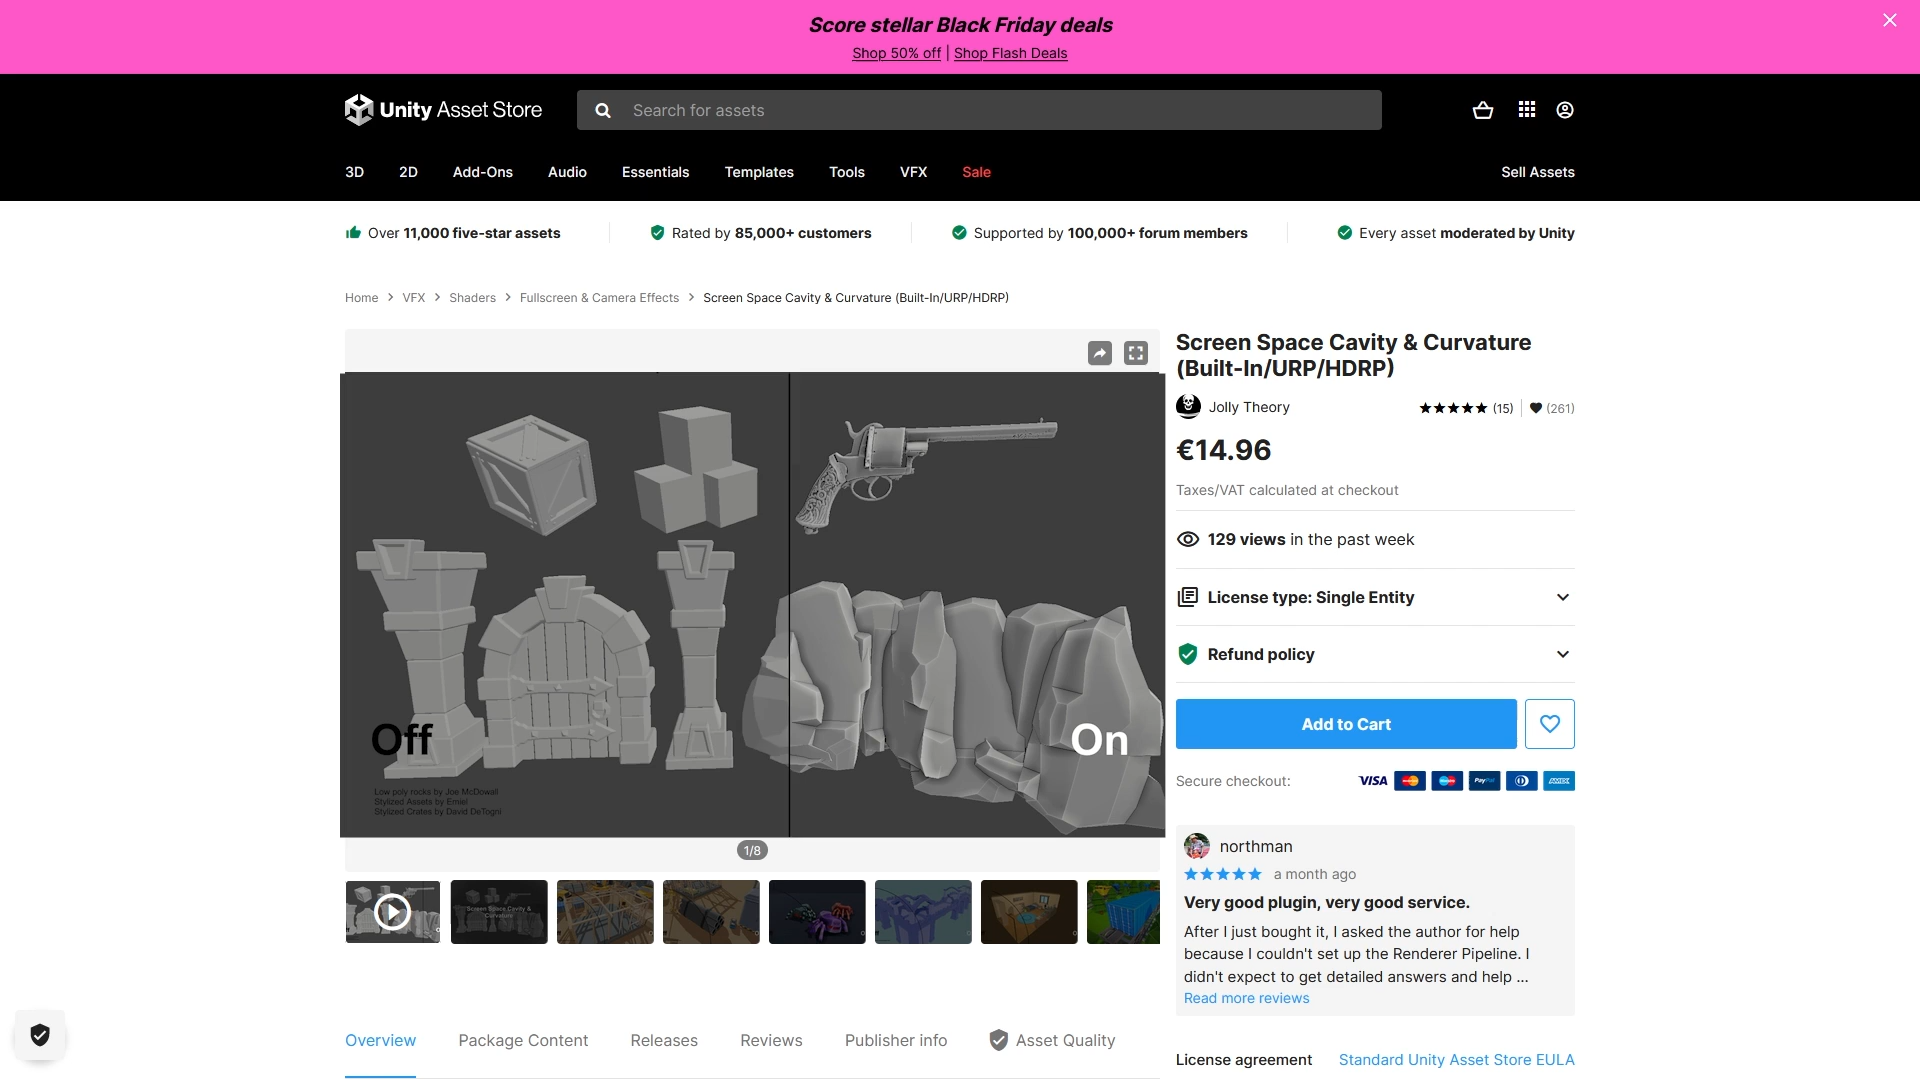 Score stellar Black Friday deals
Shop 50% off | Shop Flash Deals
Unity Asset Store
Search for assets
3D 2D Add-Ons Audio Essentials Templates Tools VFX Sale Sell Assets
Over 11,000 five-star assets Rated by 85,000+ customers Supported by 100,000+ forum members Every asset moderated by Unity
Home > VFX > Shaders > Fullscreen & Camera Effects > Screen Space Cavity & Curvature (Built-In/URP/HDRP)
Off
On
Low poly rocks by Joe McDowall
Stylized Assets by Emiel
Stylized Crates by David DeTogni
1/8
Screen Space Cavity &
Curvature
Screen Space Cavity & Curvature
(Built-In/URP/HDRP)
Jolly Theory
(15) (261)
€14.96
Taxes/VAT calculated at checkout
129 views in the past week
License type: Single Entity
Refund policy
Add to Cart
Secure checkout:
VISA PayPal AMEX
northman
a month ago
Very good plugin, very good service.
After I just bought it, I asked the author for help
because I couldn't set up the Renderer Pipeline. I
didn't expect to get detailed answers and help ...
Read more reviews
Overview Package Content Releases Reviews Publisher info Asset Quality
License agreement Standard Unity Asset Store EULA